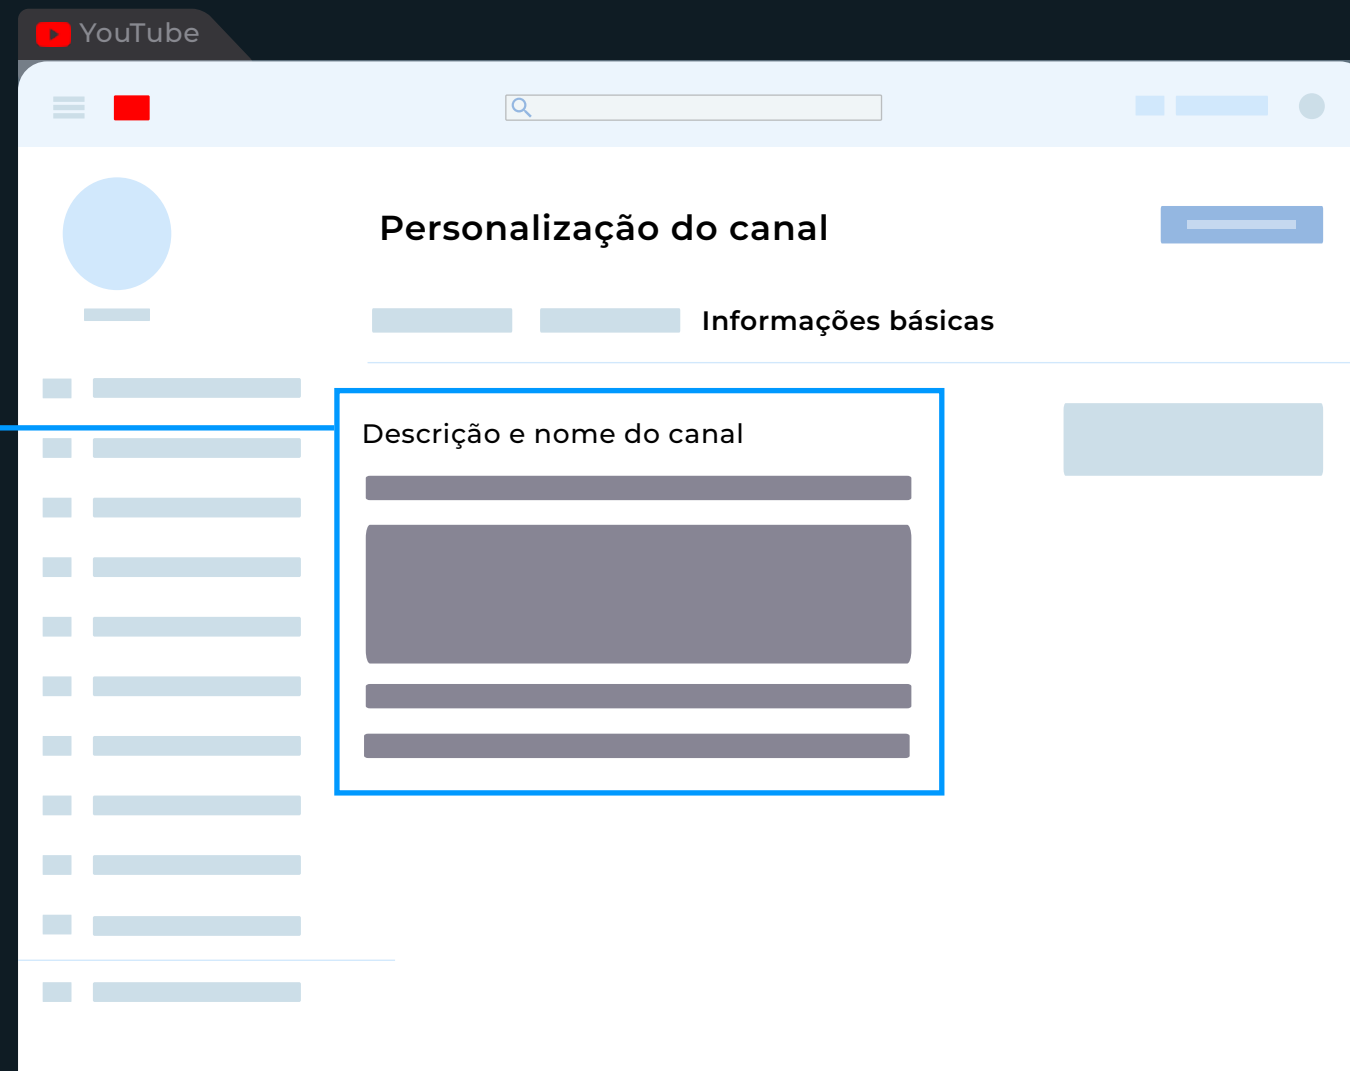 YouTube
Personalização do canal
Informações básicas
Descrição e nome do canal